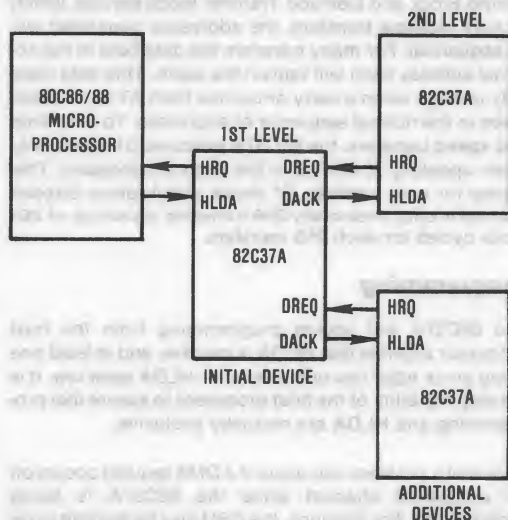 2ND LEVEL
80C86/88
MICRO-
PROCESSOR
82C37A
1ST LEVEL
HRQ DREQ HRQ
HLDA DACK HLDA
82C37A
DREQ HRQ
DACK HLDA
82C37A
INITIAL DEVICE
ADDITIONAL
DEVICES